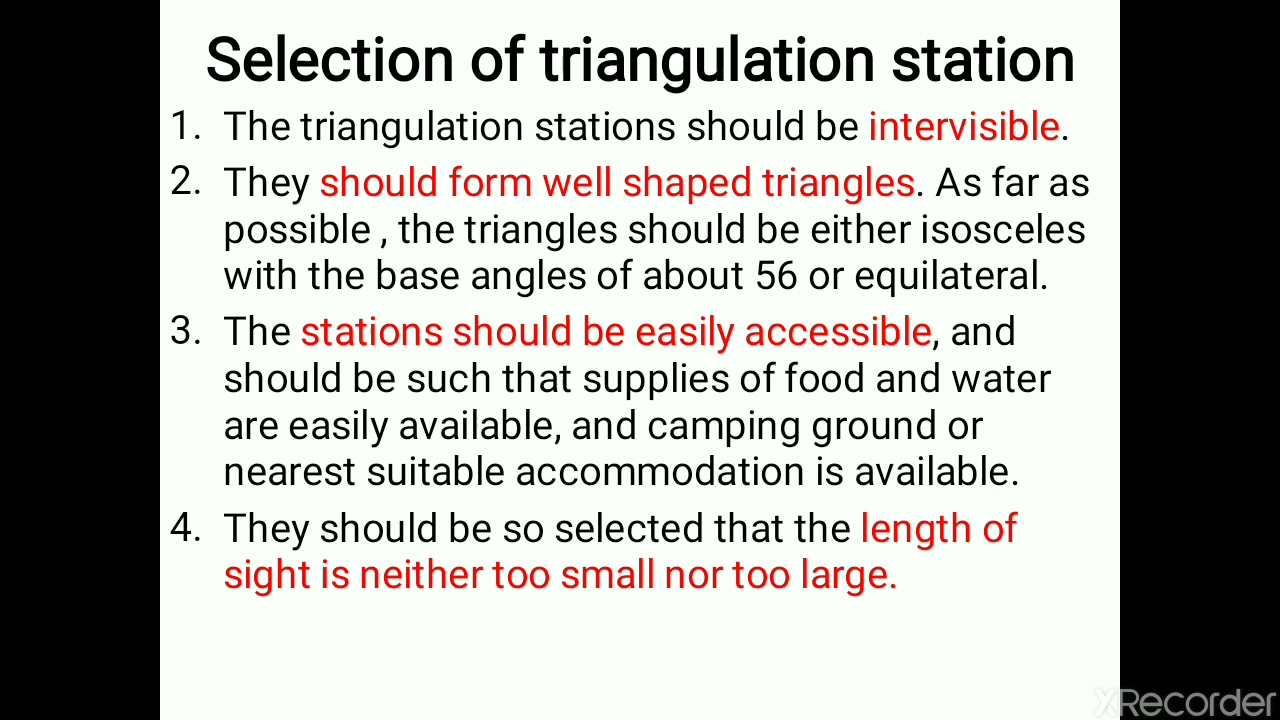 Selection of triangulation station
1. The triangulation stations should be intervisible.
2. They should form well shaped triangles. As far as
possible , the triangles should be either isosceles
with the base angles of about 56 or equilateral.
3. The stations should be easily accessible, and
should be such that supplies of food and water
are easily available, and camping ground or
nearest suitable accommodation is available.
4. They should be so selected that the length of
sight is neither too small nor too large.
XRecorder